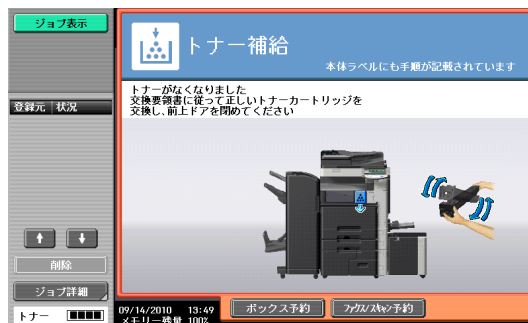 ジョブ表示
トナー補給
本体ラベルにも手順が記載されています
トナーがなくなりました
交換要領書に従って正しいトナーカートリッジを
交換し、前上ドアを閉めてください
登録元 状況
削除
ジョブ詳細
トナー
09/14/2010 13:49
メモリー残量 100%
ボックス予約
ファクス/スキャン予約